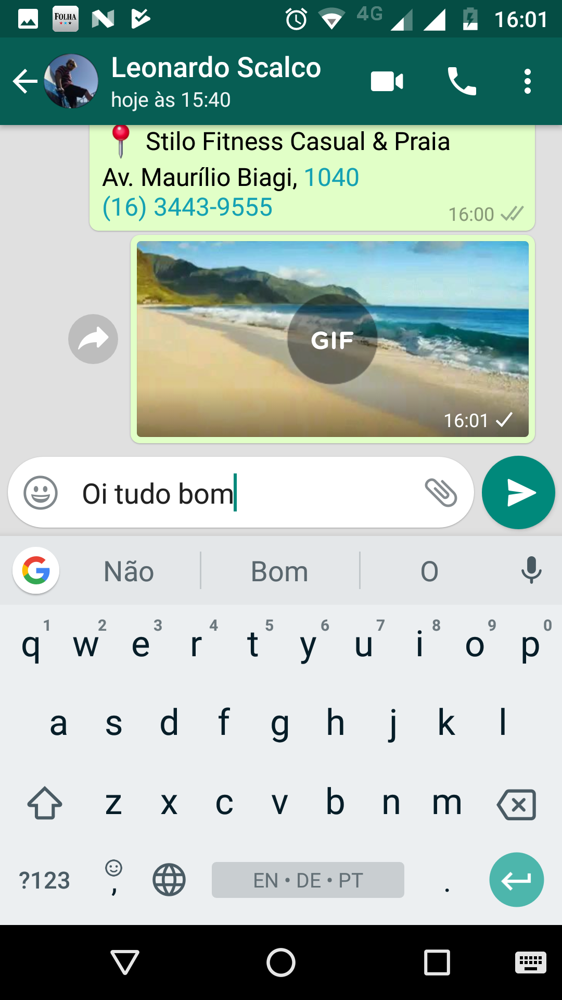 FOLHA
4G
16:01
Leonardo Scalco
hoje às 15:40
Stilo Fitness Casual & Praia
Av. Maurílio Biagi, 1040
(16) 3443-9555
16:00
GIF
16:01
Oi tudo bom
G Não Bom O
1 2 3 4 5 6 7 8 9 0
q w e r t y u i o p
a s d f g h j k l
z x c v b n m
?123 , EN • DE • PT .